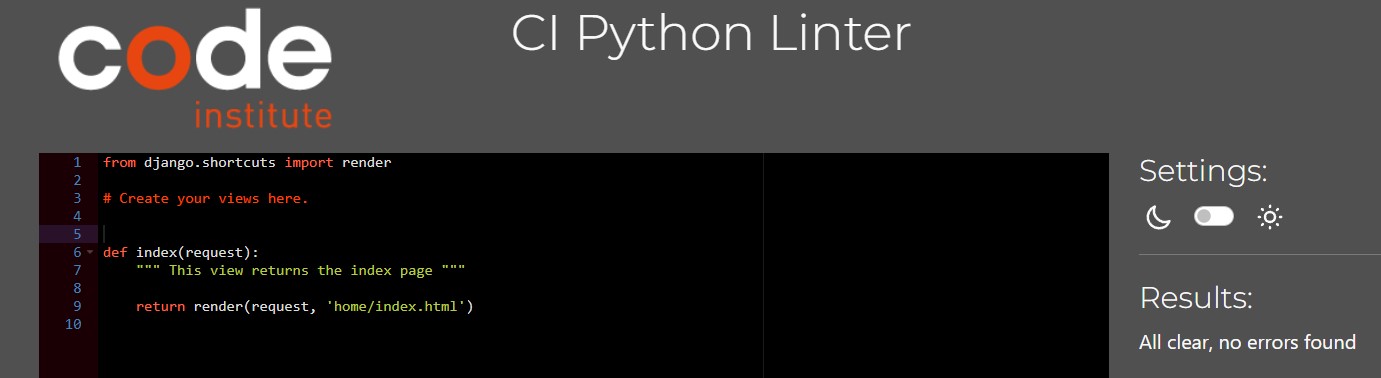 code
institute
CI Python Linter
1 from django.shortcuts import render
2
3 # Create your views here.
4
5
6 def index(request):
7     """ This view returns the index page """
8
9     return render(request, 'home/index.html')
10
Settings:
Results:
All clear, no errors found